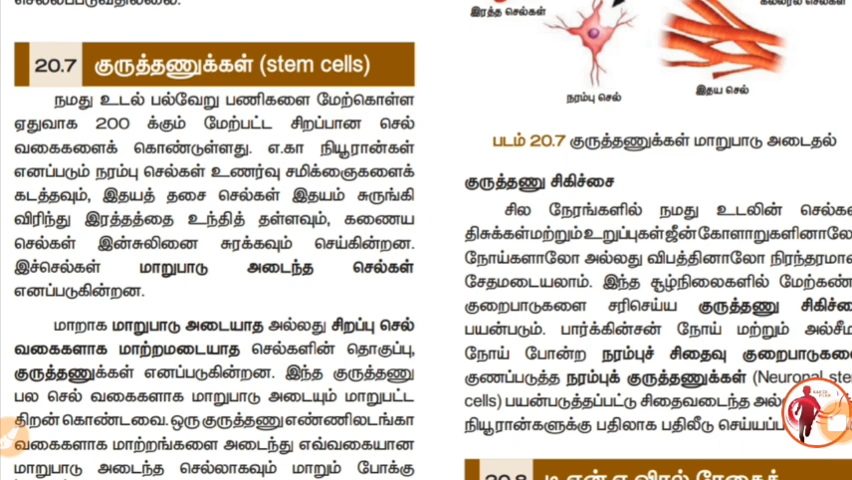 20.7 குருத்தணுக்கள் (stem cells)
நமது உடல் பல்வேறு பணிகளை மேற்கொள்ள
ஏதுவாக 200 க்கும் மேற்பட்ட சிறப்பான செல்
வகைகளைக் கொண்டுள்ளது. எ.கா நியூரான்கள்
எனப்படும் நரம்பு செல்கள் உணர்வு சமிக்ஞைகளைக்
கடத்தவும், இதயத் தசை செல்கள் இதயம் சுருங்கி
விரிந்து இரத்தத்தை உந்தித் தள்ளவும், கணைய
செல்கள் இன்சுலினை சுரக்கவும் செய்கின்றன.
இச்செல்கள் மாறுபாடு அடைந்த செல்கள்
எனப்படுகின்றன.
மாறாக மாறுபாடு அடையாத அல்லது சிறப்பு செல்
வகைகளாக மாற்றமடையாத செல்களின் தொகுப்பு,
குருத்தணுக்கள் எனப்படுகின்றன. இந்த குருத்தணு
பல செல் வகைகளாக மாறுபாடு அடையும் மாறுபட்ட
திறன் கொண்டவை. ஒரு குருத்தணு எண்ணிலடங்கா
வகைகளாக மாற்றங்களை அடைந்து எவ்வகையான
மாறுபாடு அடைந்த செல்லாகவும் மாறும் போக்கு
இரத்த செல்கள்
கல்லீரல் செல்கள்
நரம்பு செல்
இதய செல்
படம் 20.7 குருத்தணுக்கள் மாறுபாடு அடைதல்
குருத்தணு சிகிச்சை
சில நேரங்களில் நமது உடலின்
திசுக்கள் மற்றும் உறுப்புகள்
நோய்களாலோ அல்லது விபத்தினாலோ
சேதமடையலாம். இந்த சூழ்நிலைகளில்
குறைபாடுகளை சரிசெய்ய குருத்தணு
பயன்படும். பார்க்கின்சன் நோய் மற்றும்
நோய் போன்ற நரம்புச் சிதைவு
குணப்படுத்த நரம்புக் குருத்தணுக்கள் (Neuronal
cells) பயன்படுத்தப்பட்டு சிதைவடைந்த
நியூரான்களுக்கு பதிலாக பதிலீடு
20.8